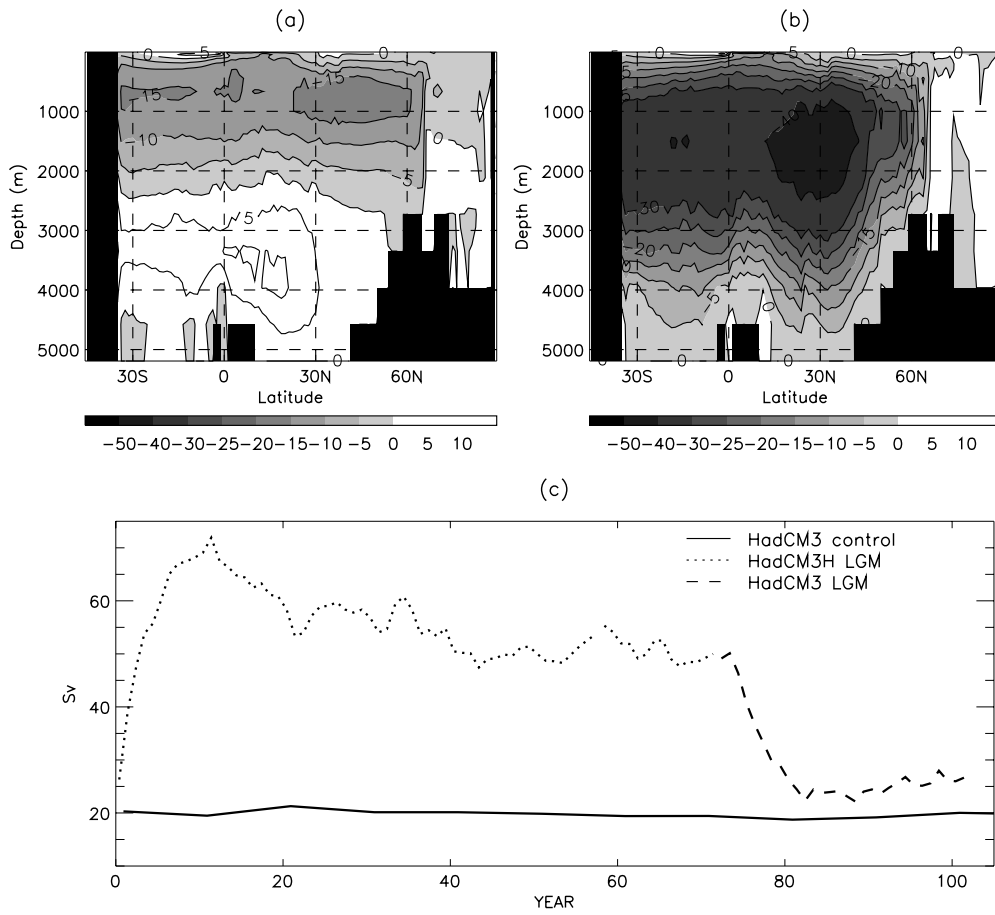 (a)
(b)
0 5 0
5 0 0
15 15
5 20 10
1000
10 0
40
1000
2000
5
2000
Depth (m)
Depth (m)
5
30
15
3000
20
3000
4000
5 0
4000
5000
0
0 0
5000
30S 0 30N 60N
30S 0 30N 60N
Latitude
Latitude
−50−40−30−25−20−15−10−5 0 5 10
−50−40−30−25−20−15−10−5 0 5 10
(c)
HadCM3 control
HadCM3H LGM
HadCM3 LGM
60
Sv
40
20
0 20 40 60 80 100
YEAR